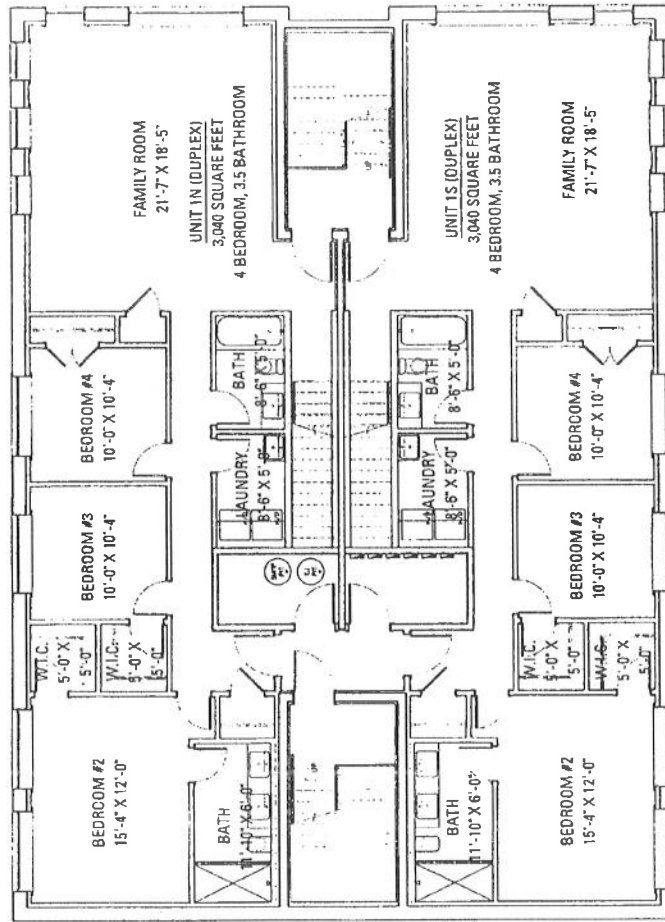 BEDROOM #2
15'-4" X 12'-0"
W.I.C.
5'-0" X
5'-0"
W.I.C.
5'-0" X
5'-0"
BEDROOM #3
10'-0" X 10'-4"
BEDROOM #4
10'-0" X 10'-4"
FAMILY ROOM
21'-7" X 18'-5"
UNIT 1N (DUPLEX)
3,040 SQUARE FEET
4 BEDROOM, 3.5 BATHROOM
BATH
11'-10" X 6'-0"
LAUNDRY
8'-6" X 5'-0"
BATH
8'-6" X 5'-0"
UP
UP
BATH
11'-10" X 6'-0"
LAUNDRY
8'-6" X 5'-0"
BATH
8'-6" X 5'-0"
UNIT 1S (DUPLEX)
3,040 SQUARE FEET
4 BEDROOM, 3.5 BATHROOM
BEDROOM #2
15'-4" X 12'-0"
W.I.C.
5'-0" X
5'-0"
W.I.C.
5'-0" X
5'-0"
BEDROOM #3
10'-0" X 10'-4"
BEDROOM #4
10'-0" X 10'-4"
FAMILY ROOM
21'-7" X 18'-5"